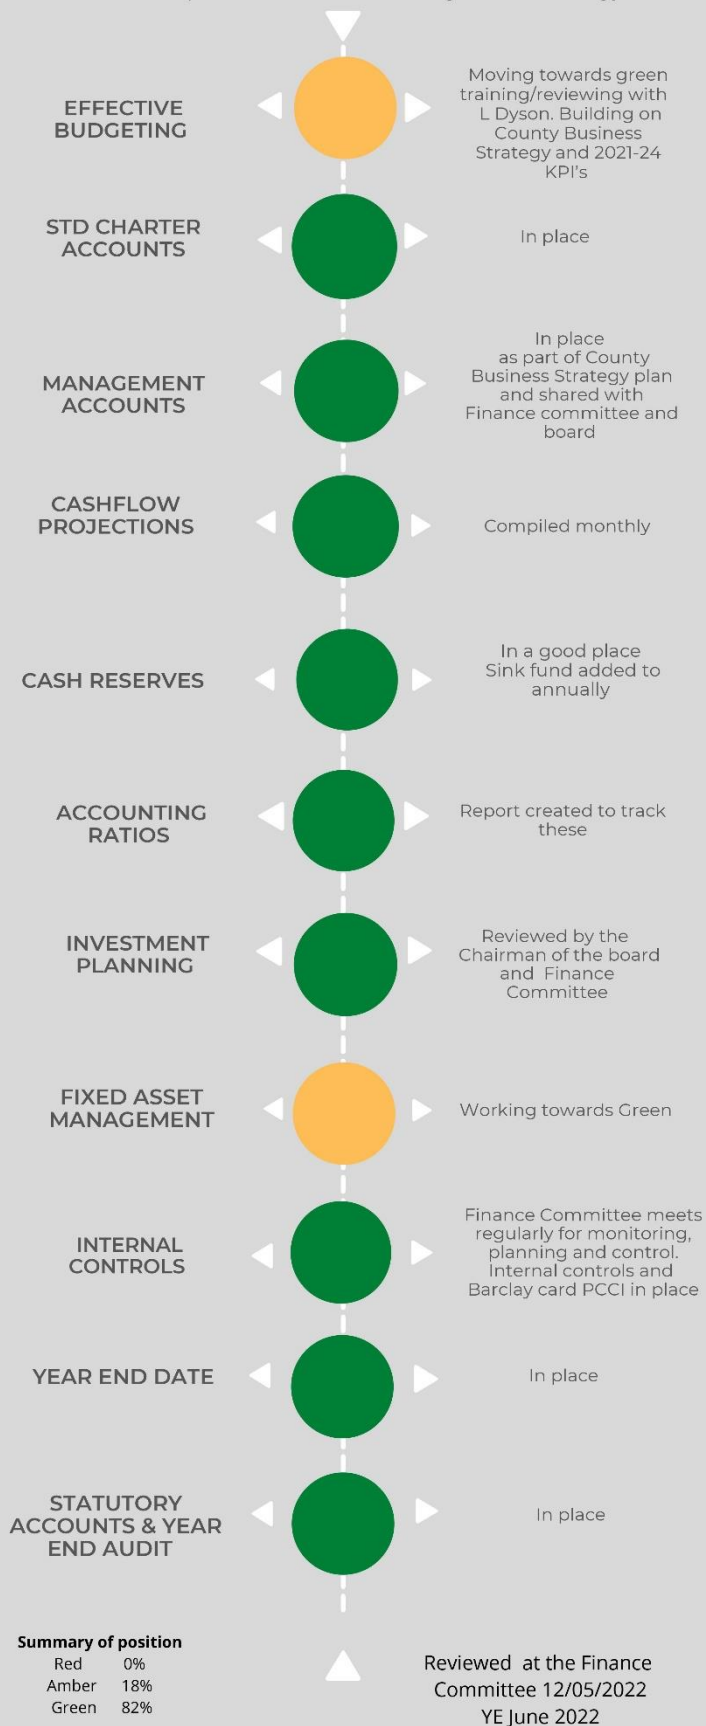 EFFECTIVE
BUDGETING
Moving towards green
training/reviewing with
L Dyson. Building on
County Business
Strategy and 2021-24
KPI's
STD CHARTER
ACCOUNTS
In place
MANAGEMENT
ACCOUNTS
In place
as part of County
Business Strategy plan
and shared with
Finance committee and
board
CASHFLOW
PROJECTIONS
Compiled monthly
CASH RESERVES
In a good place
Sink fund added to
annually
ACCOUNTING
RATIOS
Report created to track
these
INVESTMENT
PLANNING
Reviewed by the
Chairman of the board
and Finance
Committee
FIXED ASSET
MANAGEMENT
Working towards Green
INTERNAL
CONTROLS
Finance Committee meets
regularly for monitoring,
planning and control.
Internal controls and
Barclay card PCCI in place
YEAR END DATE
In place
STATUTORY
ACCOUNTS & YEAR
END AUDIT
In place
Summary of position
Red 0%
Amber 18%
Green 82%
Reviewed at the Finance
Committee 12/05/2022
YE June 2022